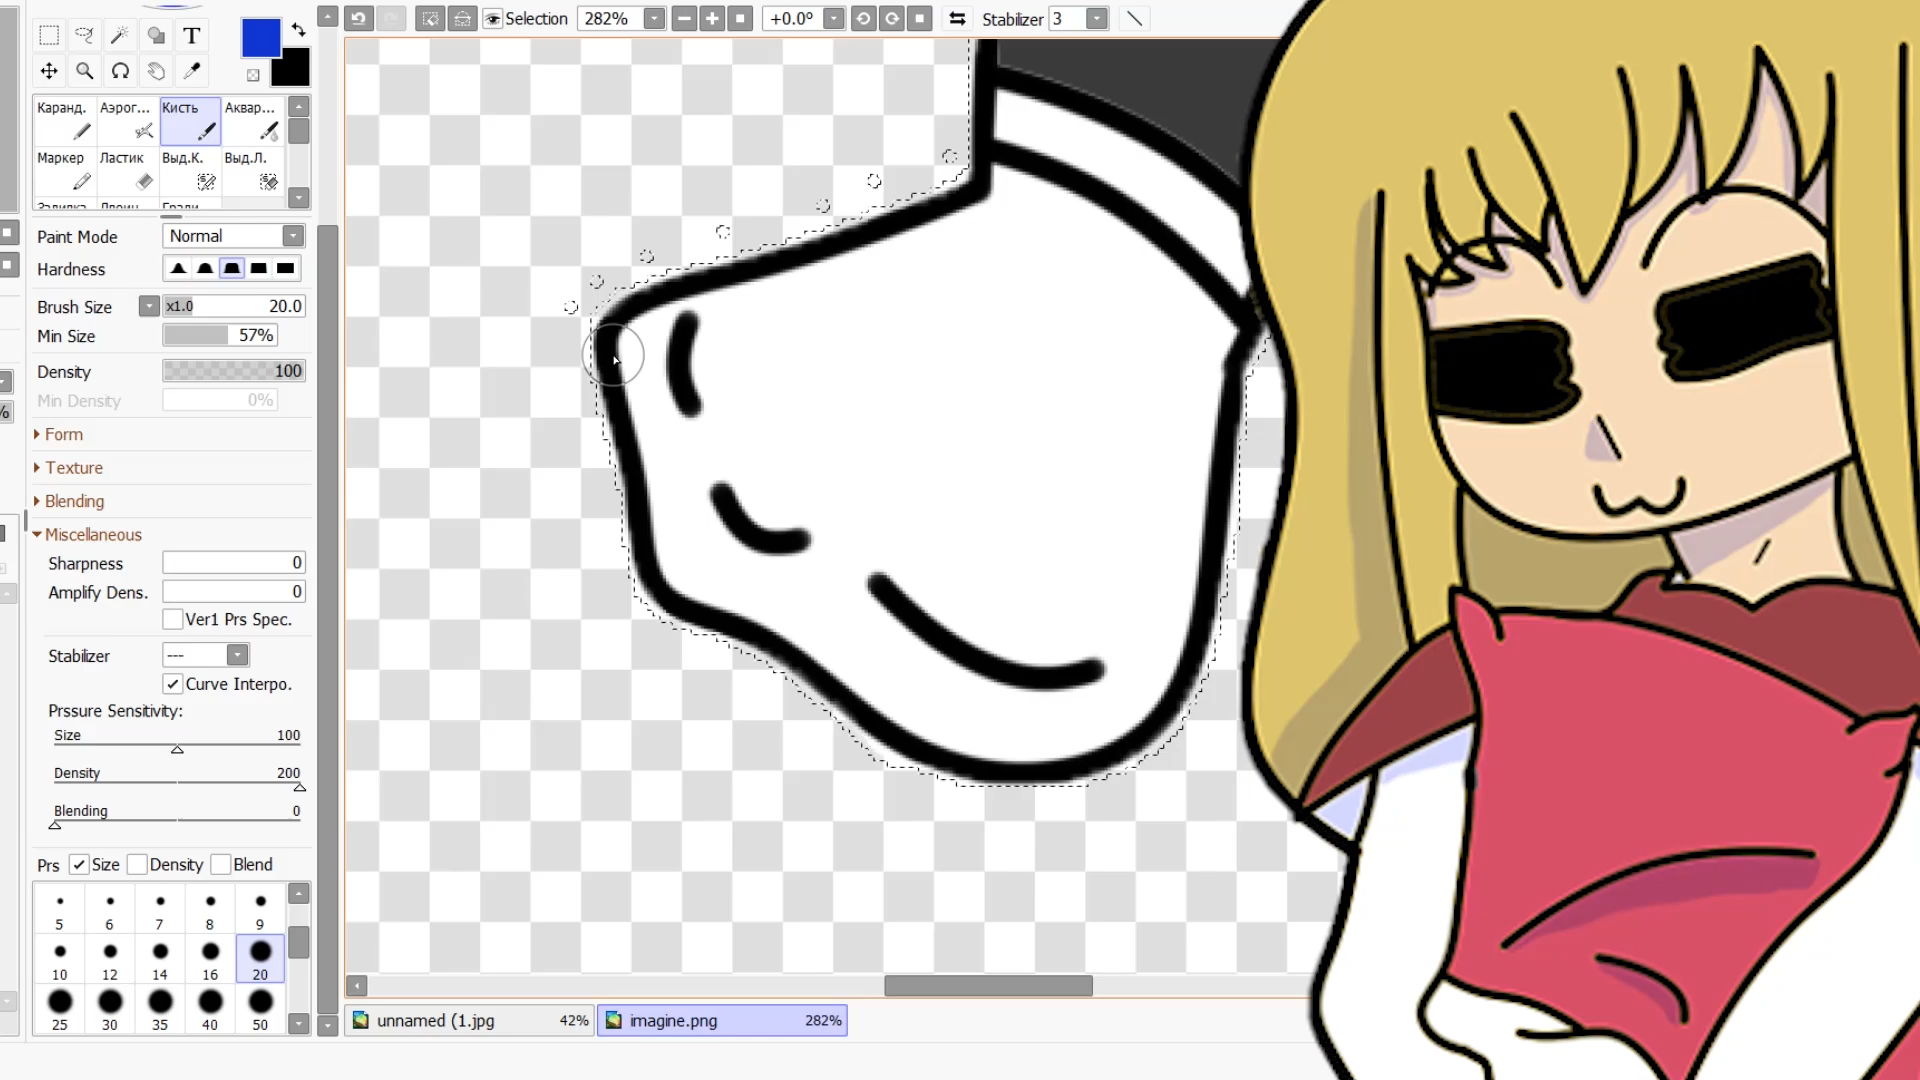 Selection 282% +0.0° Stabilizer 3
T
Каранд. Аэрог... Кисть Аквар...
Маркер Ластик Выд.К. Выд.Л.
Paint Mode Normal
Hardness
Brush Size x1.0 20.0
Min Size 57%
Density 100
Min Density 0%
%
Form
Texture
Blending
Miscellaneous
Sharpness 0
Amplify Dens. 0
Ver1 Prs Spec.
Stabilizer ---
Curve Interpo.
Prssure Sensitivity:
Size 100
Density 200
Blending 0
Prs Size Density Blend
5 6 7 8 9
10 12 14 16 20
25 30 35 40 50
unnamed (1.jpg 42% imagine.png 282%